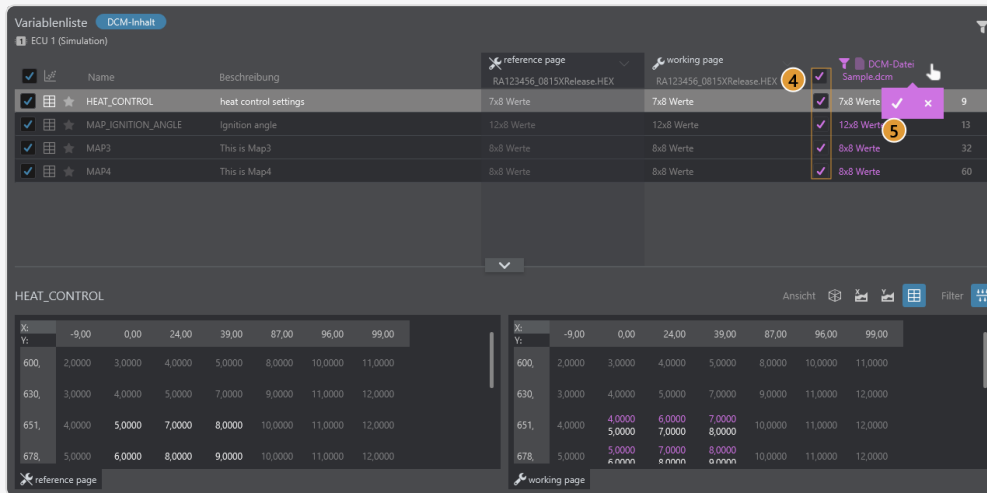 Variablenliste DCM-Inhalt
1 ECU 1 (Simulation)
Name Beschreibung reference page RA123456_0815XRelease.HEX working page RA123456_0815XRelease.HEX 4 DCM-Datei Sample.dcm
HEAT_CONTROL heat control settings 7x8 Werte 7x8 Werte 7x8 Werte 9
MAP_IGNITION_ANGLE Ignition angle 12x8 Werte 12x8 Werte 12x8 Werte 13
5
MAP3 This is Map3 8x8 Werte 8x8 Werte 8x8 Werte 32
MAP4 This is Map4 8x8 Werte 8x8 Werte 8x8 Werte 60
HEAT_CONTROL Ansicht Filter
X:
Y: -9,00 0,00 24,00 39,00 87,00 96,00 99,00
600, 2,0000 3,0000 4,0000 5,0000 8,0000 10,0000 11,0000
630, 3,0000 4,0000 5,0000 7,0000 9,0000 11,0000 12,0000
651, 4,0000 5,0000 7,0000 8,0000 10,0000 11,0000 12,0000
678, 5,0000 6,0000 8,0000 9,0000 10,0000 11,0000 12,0000
reference page
X:
Y: -9,00 0,00 24,00 39,00 87,00 96,00 99,00
600, 2,0000 3,0000 4,0000 5,0000 8,0000 10,0000 11,0000
630, 3,0000 4,0000 5,0000 7,0000 9,0000 11,0000 12,0000
4,0000 6,0000 7,0000
651, 4,0000 5,0000 7,0000 8,0000 10,0000 11,0000 12,0000
5,0000 7,0000 8,0000
678, 5,0000 6,0000 8,0000 9,0000 10,0000 11,0000 12,0000
working page